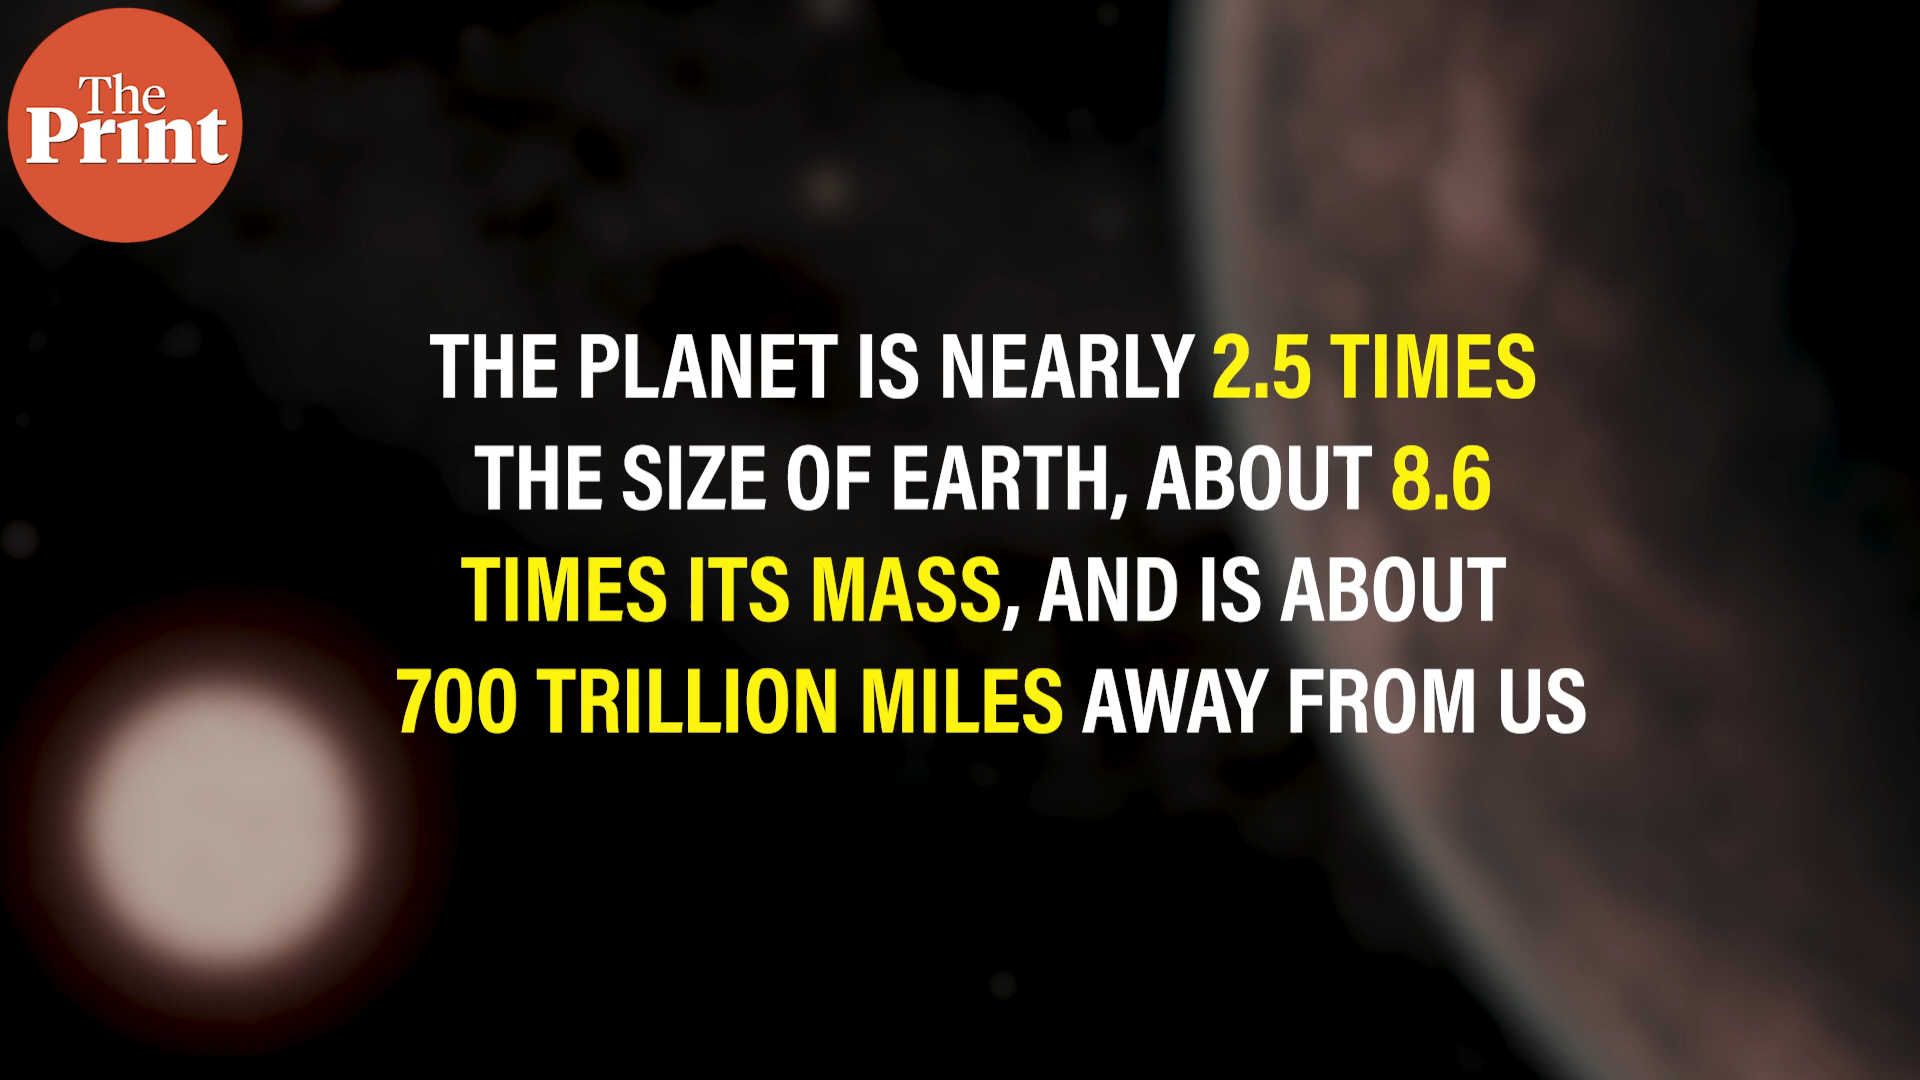 The
Print
THE PLANET IS NEARLY 2.5 TIMES
THE SIZE OF EARTH, ABOUT 8.6
TIMES ITS MASS, AND IS ABOUT
700 TRILLION MILES AWAY FROM US